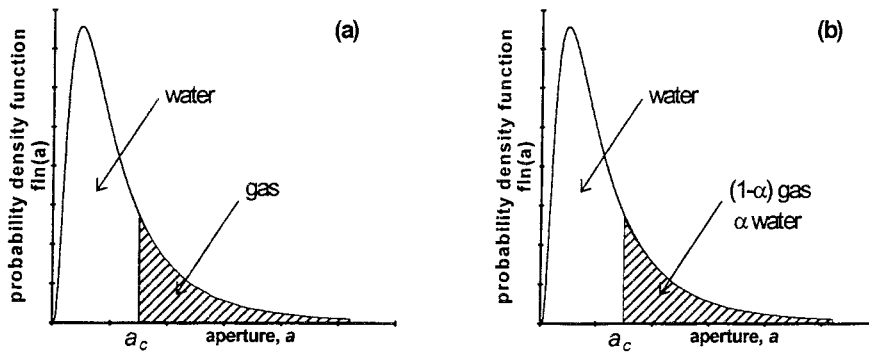 (a)
probability density function
fln(a)
water
gas
a_c
aperture, a
(b)
probability density function
fln(a)
water
(1-α) gas
α water
a_c
aperture, a